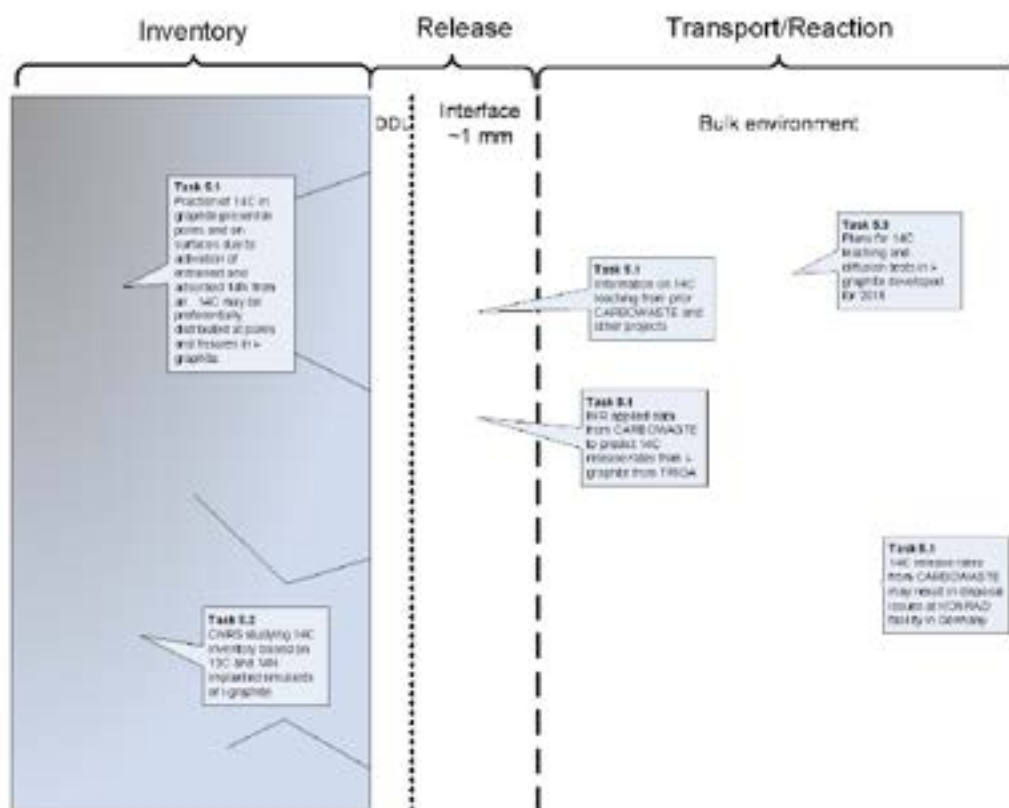 Inventory
Release
Transport/Reaction
DDL
Interface
~1 mm
Bulk environment
Task 5.1
Fraction of 14C in
graphite present in
pores and on
surfaces due to
activation of
entrained and
adsorbed 14N from
air. 14C may be
preferentially
distributed at pores
and fissures in i-
graphite
Task 5.1
Information on 14C
leaching from prior
CARBOWASTE and
other projects
Task 5.3
Plans for 14C
leaching and
diffusion tests in i-
graphite developed
for
Task 5.1
INR applied data
from CARBOWASTE
to predict 14C
release rates from i-
graphite from TRIGA
Task 5.1
14C release rates
from CARBOWASTE
may result in disposal
issues at KONRAD
facility in Germany
Task 5.2
CNRS studying 14C
inventory based on
13C and 14N
implanted simulants
of i-graphite